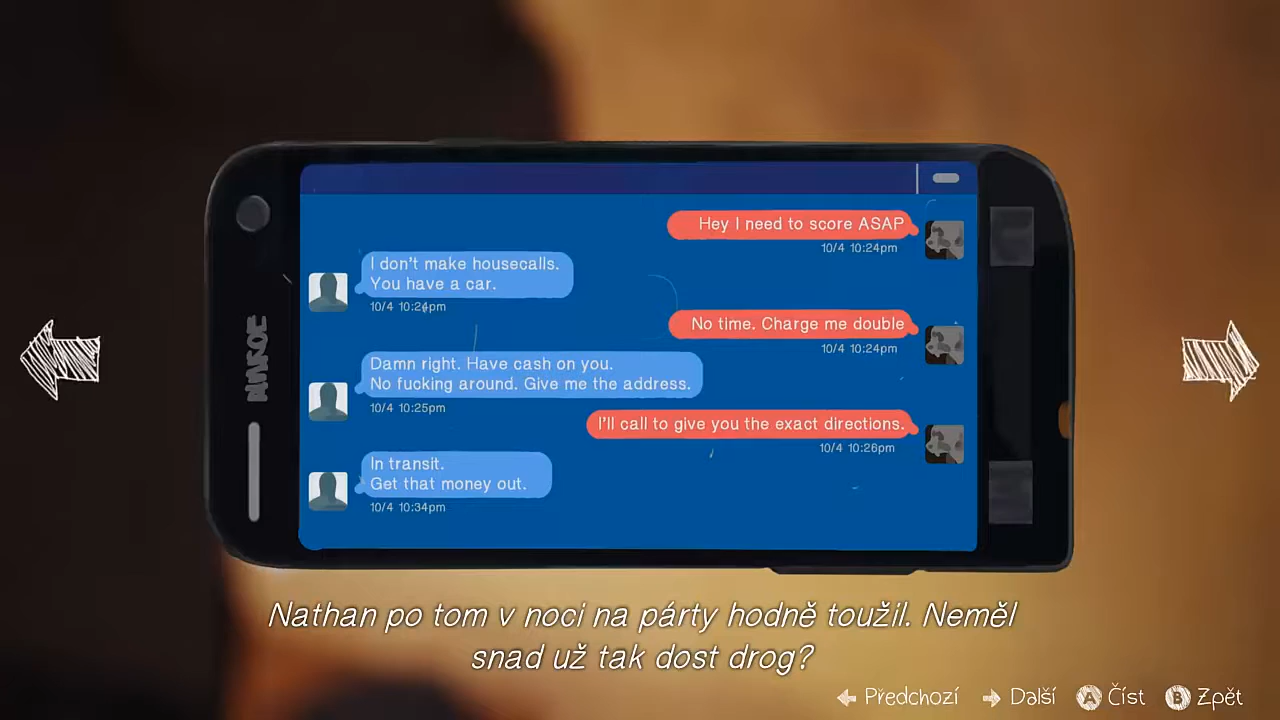 Hey I need to score ASAP
10/4 10:24pm
I don't make housecalls.
You have a car.
10/4 10:24pm
No time. Charge me double
10/4 10:24pm
Damn right. Have cash on you.
No fucking around. Give me the address.
10/4 10:25pm
I'll call to give you the exact directions.
10/4 10:26pm
In transit.
Get that money out.
10/4 10:34pm
Nathan po tom v noci na párty hodně toužil. Neměl
snad už tak dost drog?
Předchozí Další A Číst B Zpět